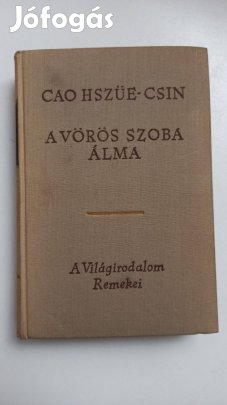 Jófogás
CAO HSZÜE-CSIN
A VÖRÖS SZOBA
ÁLMA
A Világirodalom
Remekei